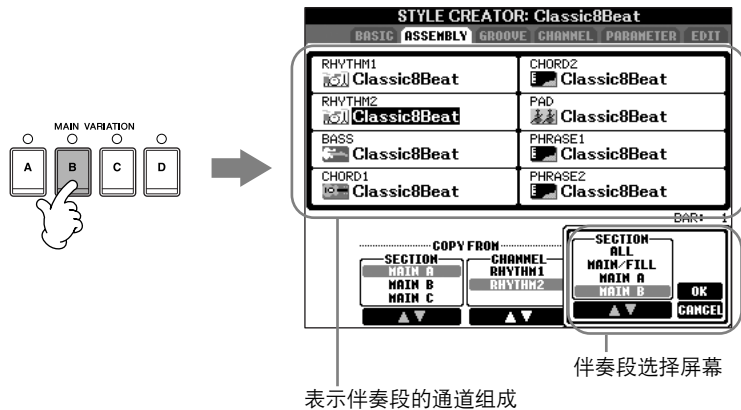 STYLE CREATOR: Classic8Beat
BASIC ASSEMBLY GROOVE CHANNEL PARAMETER EDIT
RHYTHM1
Classic8Beat
CHORD2
Classic8Beat
RHYTHM2
Classic8Beat
PAD
Classic8Beat
BASS
Classic8Beat
PHRASE1
Classic8Beat
CHORD1
Classic8Beat
PHRASE2
Classic8Beat
MAIN VARIATION
A B C D
BAR: 1
COPY FROM
SECTION
MAIN A
MAIN B
MAIN C
CHANNEL
RHYTHM1
RHYTHM2
SECTION
ALL
MAIN/FILL
MAIN A
MAIN B
OK
CANCEL
伴奏段选择屏幕
表示伴奏段的通道组成